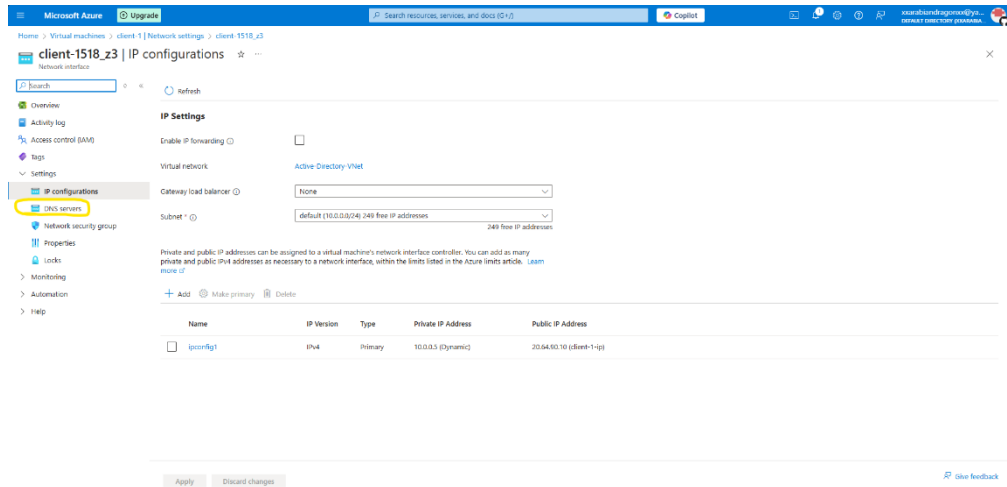 Microsoft Azure
Upgrade
Search resources, services, and docs (G+/)
Copilot
1
DEFAULT DIRECTORY
Home > Virtual machines > client-1 | Network settings > client-1518_z3
client-1518_z3 | IP configurations
Network interface
Search
Refresh
Overview
Activity log
Access control (IAM)
Tags
Settings
IP configurations
DNS servers
Network security group
Properties
Locks
Monitoring
Automation
Help
IP Settings
Enable IP forwarding
Virtual network Active-Directory-VNet
Gateway load balancer None
Subnet * default (10.0.0.0/24) 249 free IP addresses
249 free IP addresses
Private and public IP addresses can be assigned to a virtual machine's network interface controller. You can add as many
private and public IPv4 addresses as necessary to a network interface, within the limits listed in the Azure limits article. Learn
more
Add Make primary Delete
Name IP Version Type Private IP Address Public IP Address
ipconfig1 IPv4 Primary 10.0.0.5 (Dynamic) 20.64.90.10 (client-1-ip)
Apply Discard changes
Give feedback